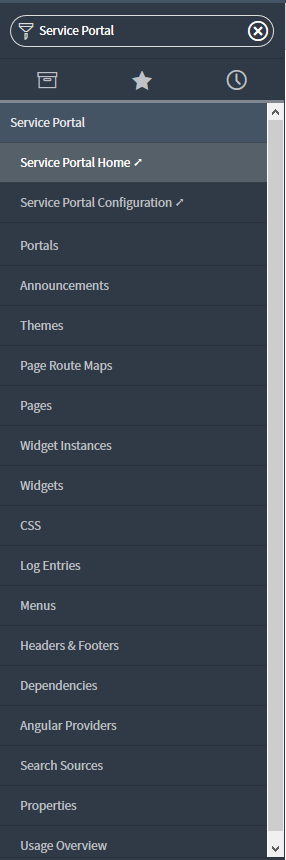 Service Portal
Service Portal
Service Portal Home
Service Portal Configuration
Portals
Announcements
Themes
Page Route Maps
Pages
Widget Instances
Widgets
CSS
Log Entries
Menus
Headers & Footers
Dependencies
Angular Providers
Search Sources
Properties
Usage Overview